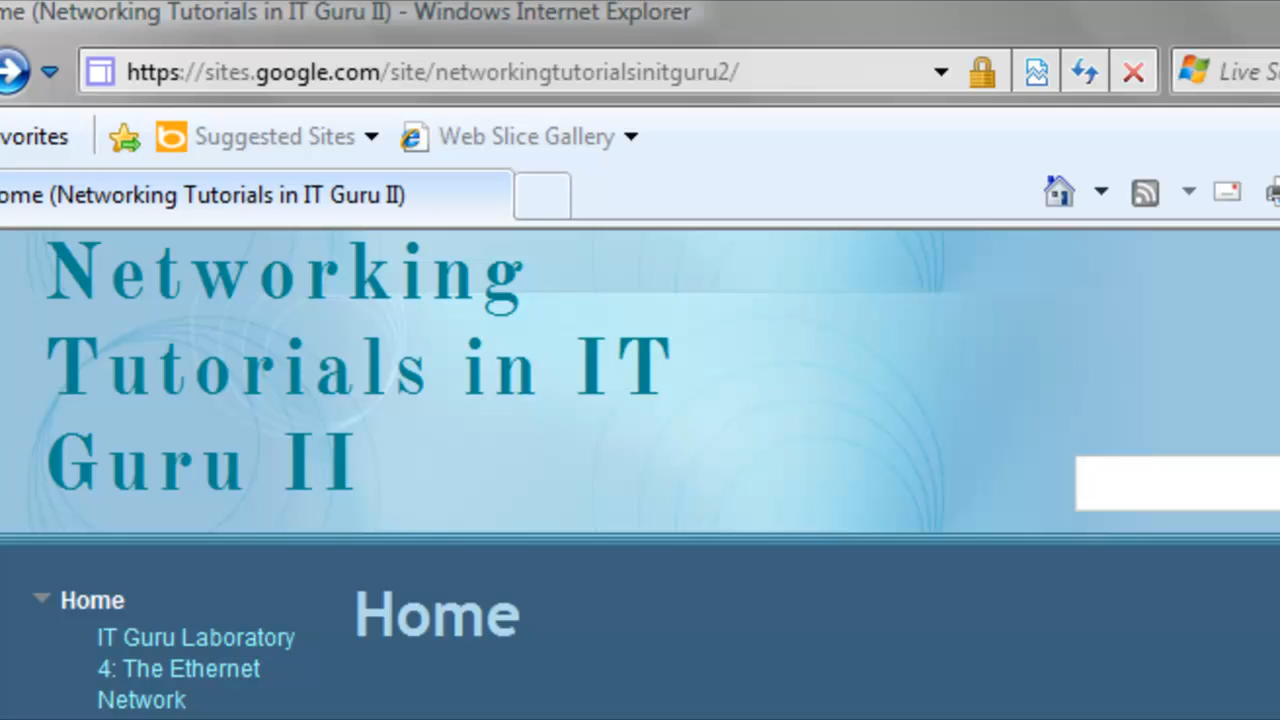 me (Networking Tutorials in IT Guru II) - Windows Internet Explorer
https://sites.google.com/site/networkingtutorialsinitguru2/
Live S
vorites Suggested Sites Web Slice Gallery
ome (Networking Tutorials in IT Guru II)
Networking
Tutorials in IT
Guru II
Home
Home
IT Guru Laboratory
4: The Ethernet
Network